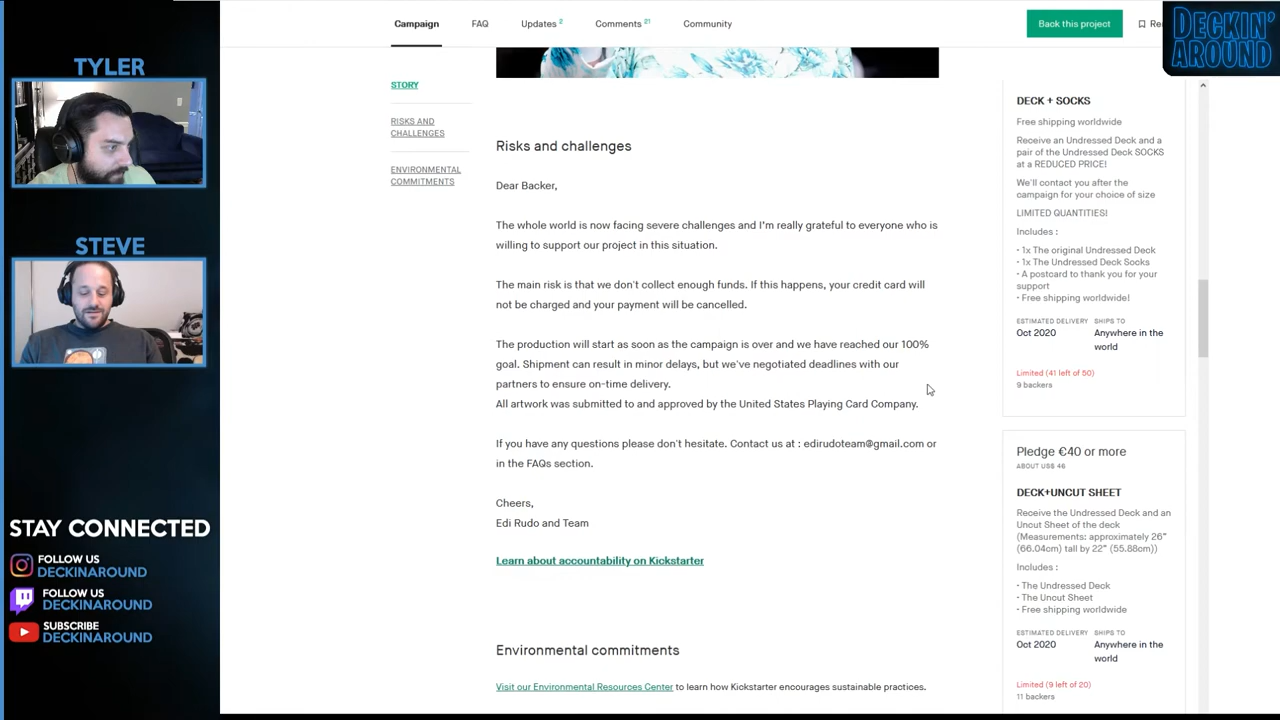 Campaign
FAQ
Updates 2
Comments 21
Community
Back this project
DECKIN'
AROUND
TYLER
STEVE
STAY CONNECTED
FOLLOW US
DECKINAROUND
FOLLOW US
DECKINAROUND
SUBSCRIBE
DECKINAROUND
STORY
RISKS AND
CHALLENGES
ENVIRONMENTAL
COMMITMENTS
Risks and challenges
Dear Backer,
The whole world is now facing severe challenges and I'm really grateful to everyone who is
willing to support our project in this situation.
The main risk is that we don't collect enough funds. If this happens, your credit card will
not be charged and your payment will be cancelled.
The production will start as soon as the campaign is over and we have reached our 100%
goal. Shipment can result in minor delays, but we've negotiated deadlines with our
partners to ensure on-time delivery.
All artwork was submitted to and approved by the United States Playing Card Company.
If you have any questions please don't hesitate. Contact us at : edirudoteam@gmail.com or
in the FAQs section.
Cheers,
Edi Rudo and Team
Learn about accountability on Kickstarter
Environmental commitments
Visit our Environmental Resources Center to learn how Kickstarter encourages sustainable practices.
DECK + SOCKS
Free shipping worldwide
Receive an Undressed Deck and a
pair of the Undressed Deck SOCKS
at a REDUCED PRICE!
We'll contact you after the
campaign for your choice of size
LIMITED QUANTITIES!
Includes :
• 1x The original Undressed Deck
• 1x The Undressed Deck Socks
• A postcard to thank you for your
support
• Free shipping worldwide!
ESTIMATED DELIVERY SHIPS TO
Oct 2020 Anywhere in the
world
Limited (41 left of 50)
9 backers
Pledge €40 or more
ABOUT US$ 46
DECK+UNCUT SHEET
Receive the Undressed Deck and an
Uncut Sheet of the deck
(Measurements: approximately 26"
(66.04cm) tall by 22" (55.88cm))
Includes :
• The Undressed Deck
• The Uncut Sheet
• Free shipping worldwide
ESTIMATED DELIVERY SHIPS TO
Oct 2020 Anywhere in the
world
Limited (9 left of 20)
11 backers